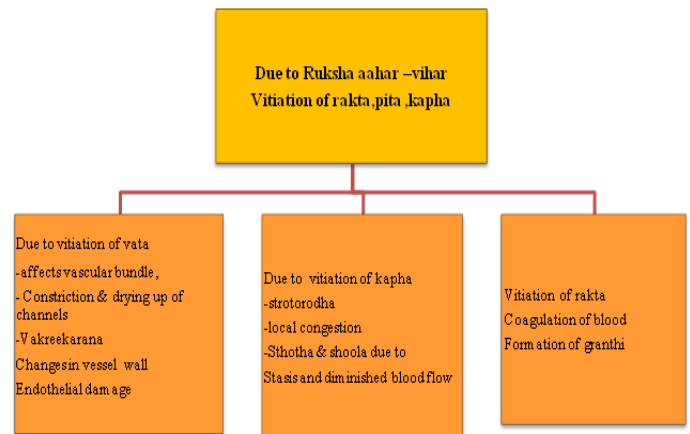 Due to Ruksha aahar –vihar
Vitiation of rakta,pita ,kapha
Due to vitiation of vata
-affects vascular bundle,
- Constriction & drying up of
channels
-Vakreekarana
Changes in vessel wall
Endothelial damage
Due to vitiation of kapha
-strotorodha
-local congestion
-Sthotha & shoola due to
Stasis and diminished blood flow
Vitiation of rakta
Coagulation of blood
Formation of granthi